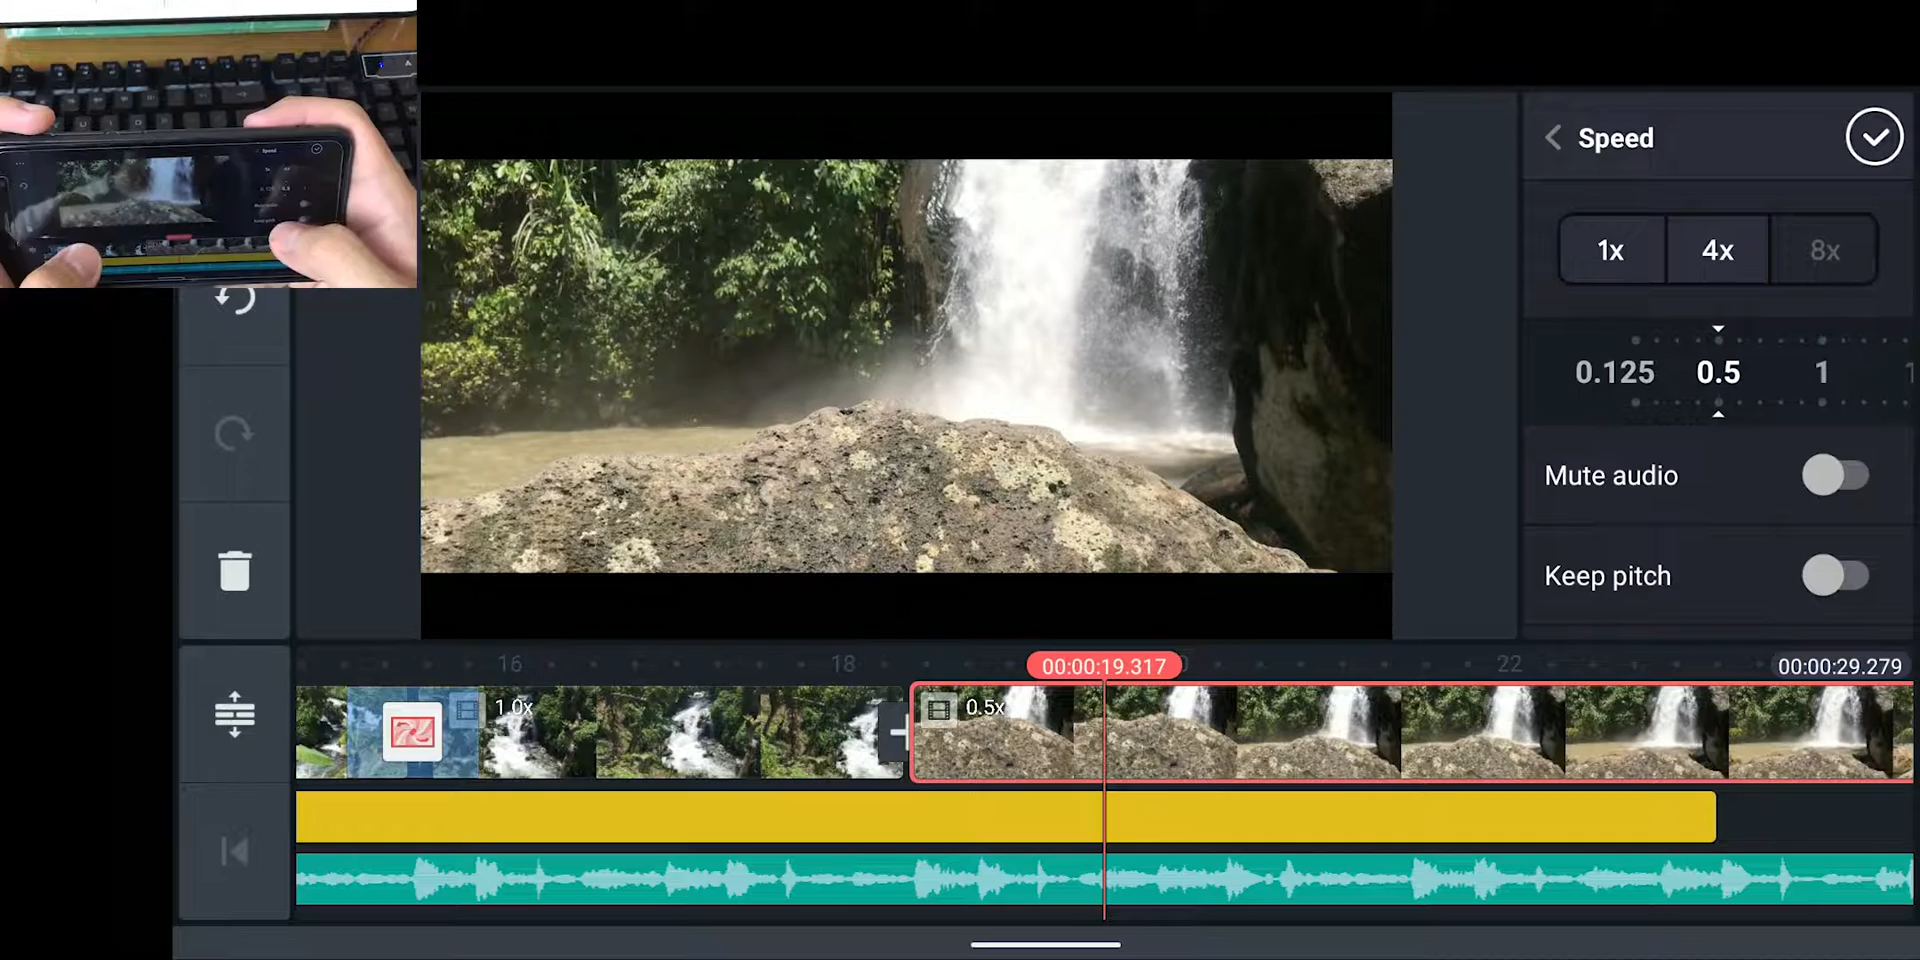 Speed
1x 4x 8x
0.125 0.5 1
Mute audio
Keep pitch
16 18 00:00:19.317 22 00:00:29.279
1.0x 0.5x